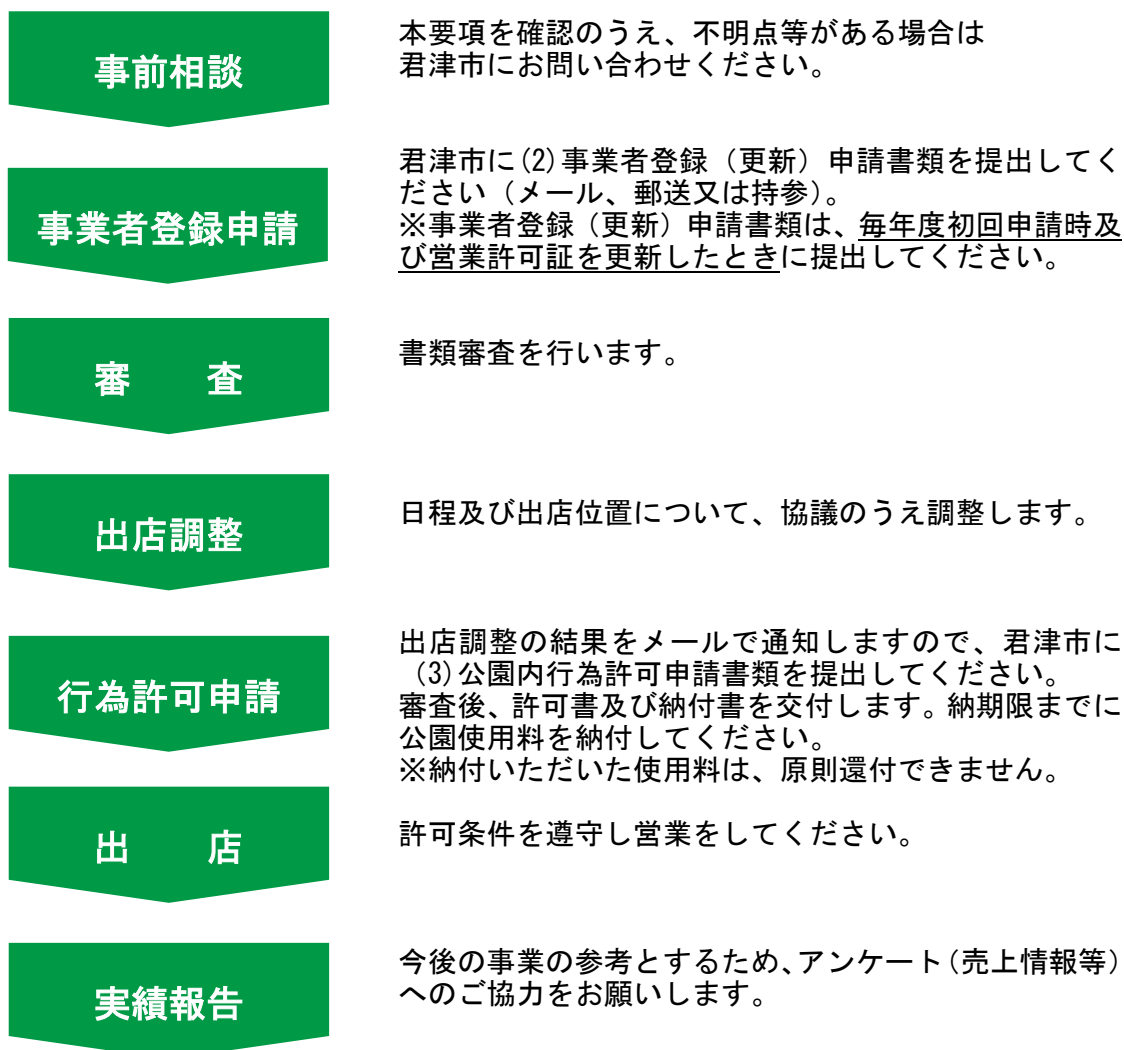 事前相談
本要項を確認のうえ、不明点等がある場合は
君津市にお問い合わせください。
事業者登録申請
君津市に(2)事業者登録（更新）申請書類を提出してく
ださい（メール、郵送又は持参）。
※事業者登録（更新）申請書類は、毎年度初回申請時及
び営業許可証を更新したときに提出してください。
審　　査
書類審査を行います。
出店調整
日程及び出店位置について、協議のうえ調整します。
行為許可申請
出店調整の結果をメールで通知しますので、君津市に
(3)公園内行為許可申請書類を提出してください。
審査後、許可書及び納付書を交付します。納期限までに
公園使用料を納付してください。
※納付いただいた使用料は、原則還付できません。
出　　店
許可条件を遵守し営業をしてください。
実績報告
今後の事業の参考とするため、アンケート（売上情報等）
へのご協力をお願いします。